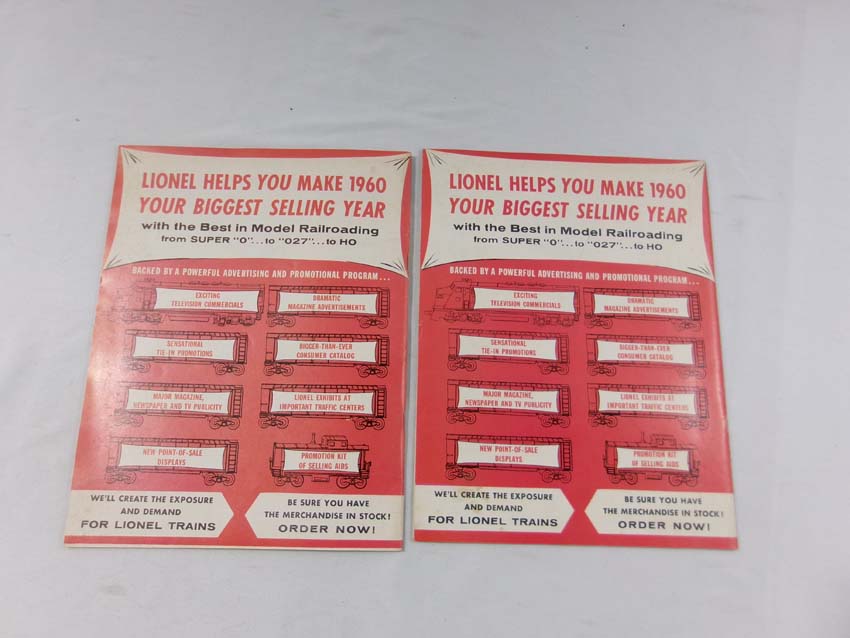 LIONEL HELPS YOU MAKE 1960
YOUR BIGGEST SELLING YEAR
with the Best in Model Railroading
from SUPER "O"... to "027"... to HO
BACKED BY A POWERFUL ADVERTISING AND PROMOTIONAL PROGRAM...
EXCITING
TELEVISION COMMERCIALS
DRAMATIC
MAGAZINE ADVERTISEMENTS
SENSATIONAL
TIE-IN PROMOTIONS
BIGGER-THAN-EVER
CONSUMER CATALOG
MAJOR MAGAZINE,
NEWSPAPER AND TV PUBLICITY
LIONEL EXHIBITS AT
IMPORTANT TRAFFIC CENTERS
NEW POINT-OF-SALE
DISPLAYS
PROMOTION KIT
OF SELLING AIDS
WE'LL CREATE THE EXPOSURE
AND DEMAND
FOR LIONEL TRAINS
BE SURE YOU HAVE
THE MERCHANDISE IN STOCK!
ORDER NOW!
LIONEL HELPS YOU MAKE 1960
YOUR BIGGEST SELLING YEAR
with the Best in Model Railroading
from SUPER "O"... to "027"... to HO
BACKED BY A POWERFUL ADVERTISING AND PROMOTIONAL PROGRAM...
EXCITING
TELEVISION COMMERCIALS
DRAMATIC
MAGAZINE ADVERTISEMENTS
SENSATIONAL
TIE-IN PROMOTIONS
BIGGER-THAN-EVER
CONSUMER CATALOG
MAJOR MAGAZINE,
NEWSPAPER AND TV PUBLICITY
LIONEL EXHIBITS AT
IMPORTANT TRAFFIC CENTERS
NEW POINT-OF-SALE
DISPLAYS
PROMOTION KIT
OF SELLING AIDS
WE'LL CREATE THE EXPOSURE
AND DEMAND
FOR LIONEL TRAINS
BE SURE YOU HAVE
THE MERCHANDISE IN STOCK!
ORDER NOW!